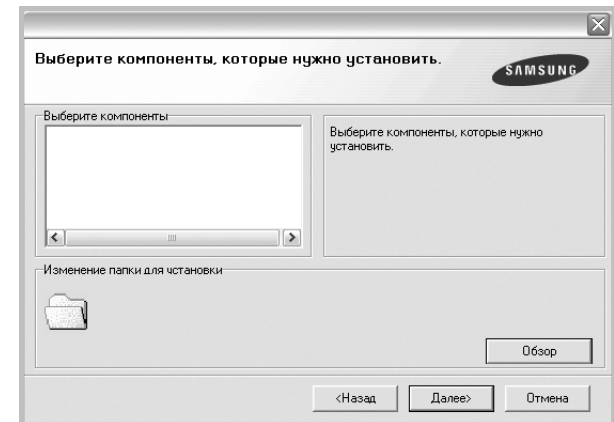 Выберите компоненты, которые нужно установить.
SAMSUNG
Выберите компоненты
Выберите компоненты, которые нужно
установить.
Изменение папки для установки
Обзор
<Назад
Далее>
Отмена